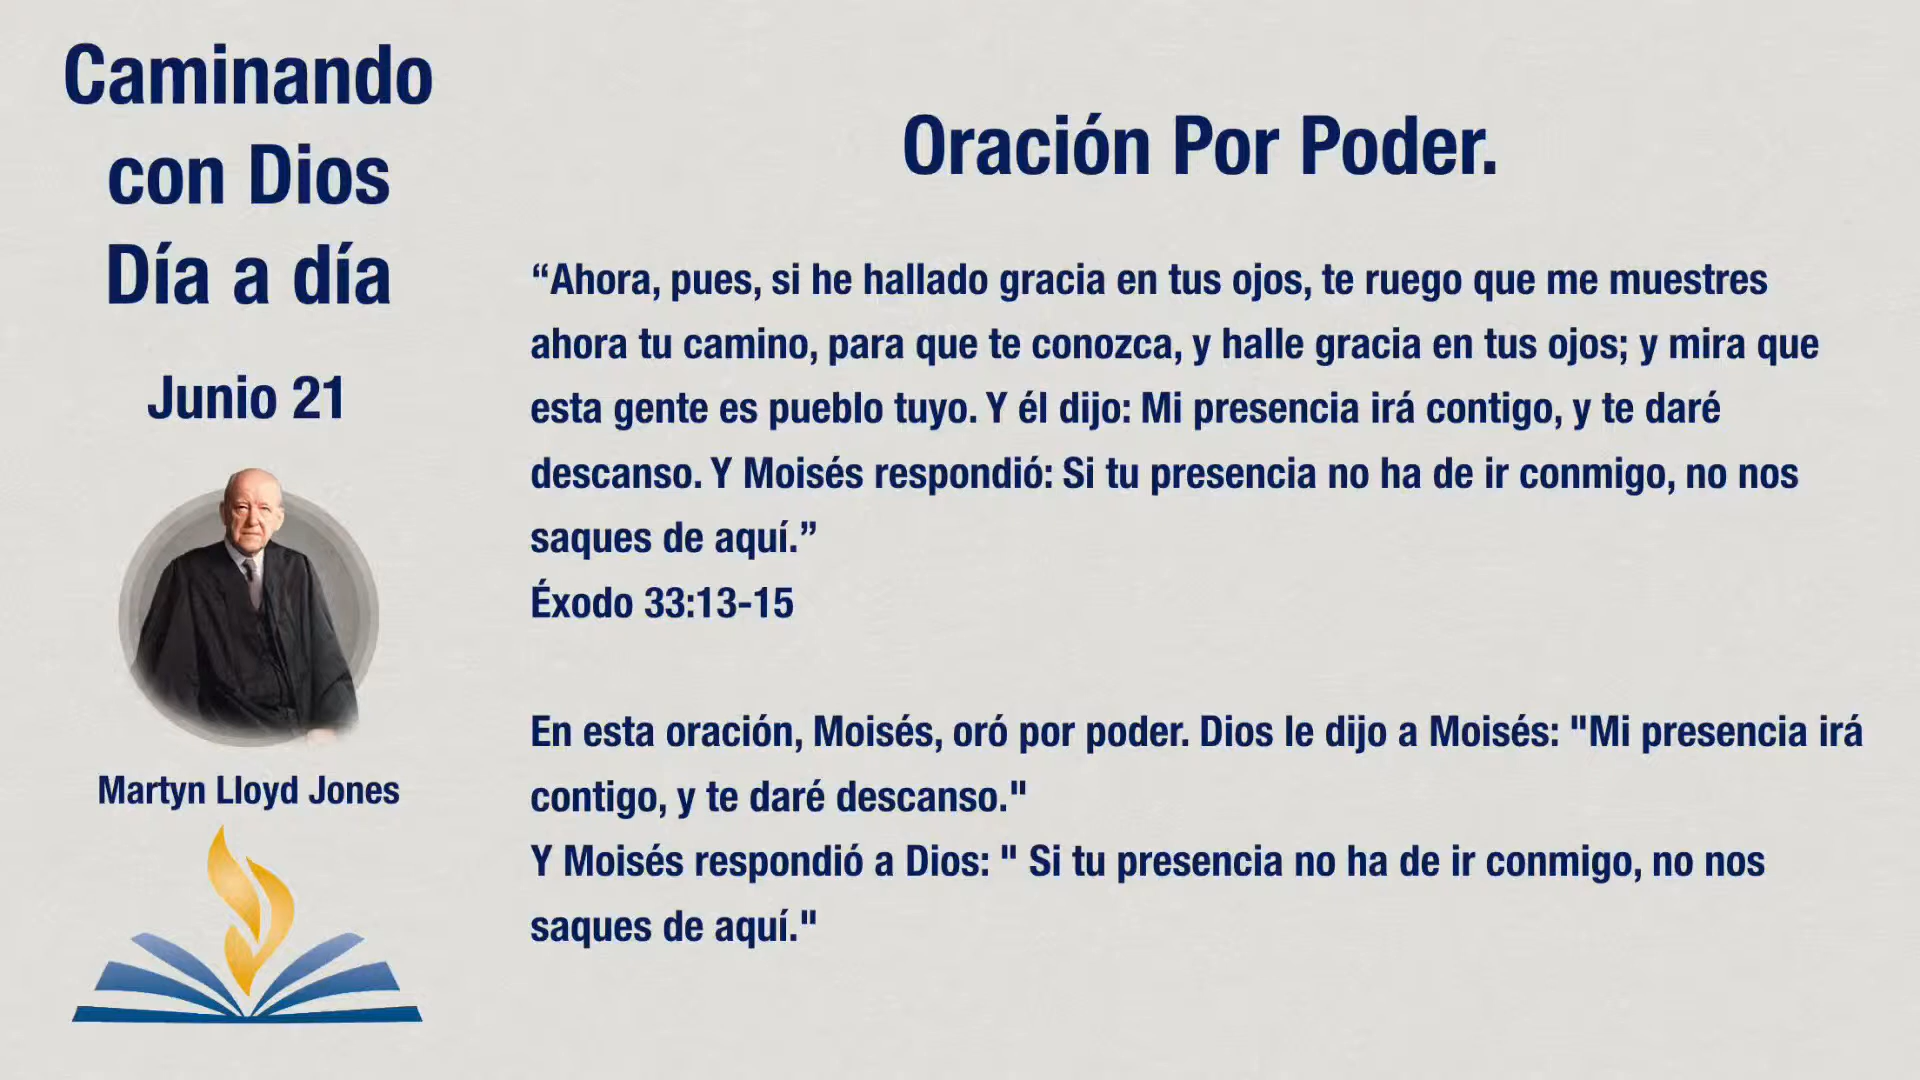 Caminando
con Dios
Día a día
Junio 21
Martyn Lloyd Jones
Oración Por Poder.
“Ahora, pues, si he hallado gracia en tus ojos, te ruego que me muestres
ahora tu camino, para que te conozca, y halle gracia en tus ojos; y mira que
esta gente es pueblo tuyo. Y él dijo: Mi presencia irá contigo, y te daré
descanso. Y Moisés respondió: Si tu presencia no ha de ir conmigo, no nos
saques de aquí.”
Éxodo 33:13-15
En esta oración, Moisés, oró por poder. Dios le dijo a Moisés: "Mi presencia irá
contigo, y te daré descanso."
Y Moisés respondió a Dios: " Si tu presencia no ha de ir conmigo, no nos
saques de aquí."